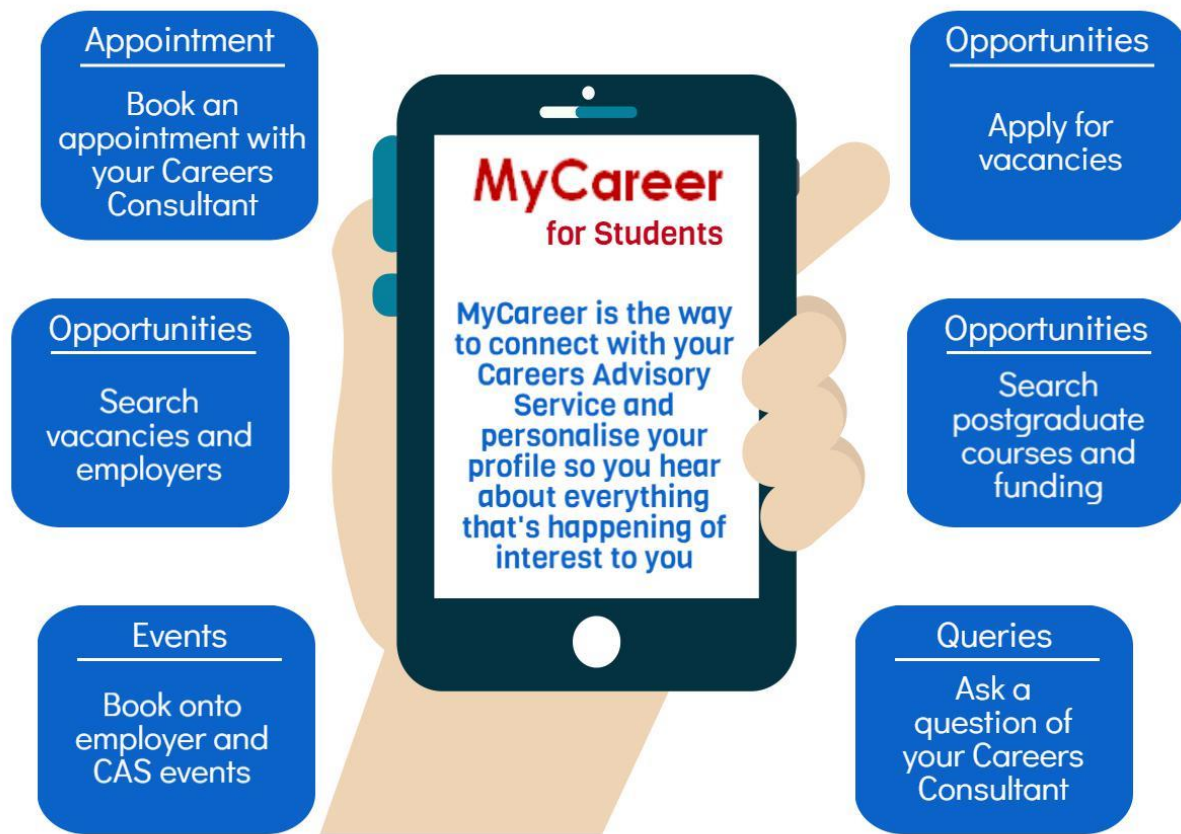 Appointment
Book an
appointment with
your Careers
Consultant
Opportunities
Search
vacancies and
employers
Events
Book onto
employer and
CAS events
MyCareer
for Students
MyCareer is the way
to connect with your
Careers Advisory
Service and
personalise your
profile so you hear
about everything
that's happening of
interest to you
Opportunities
Apply for
vacancies
Opportunities
Search
postgraduate
courses and
funding
Queries
Ask a
question of
your Careers
Consultant